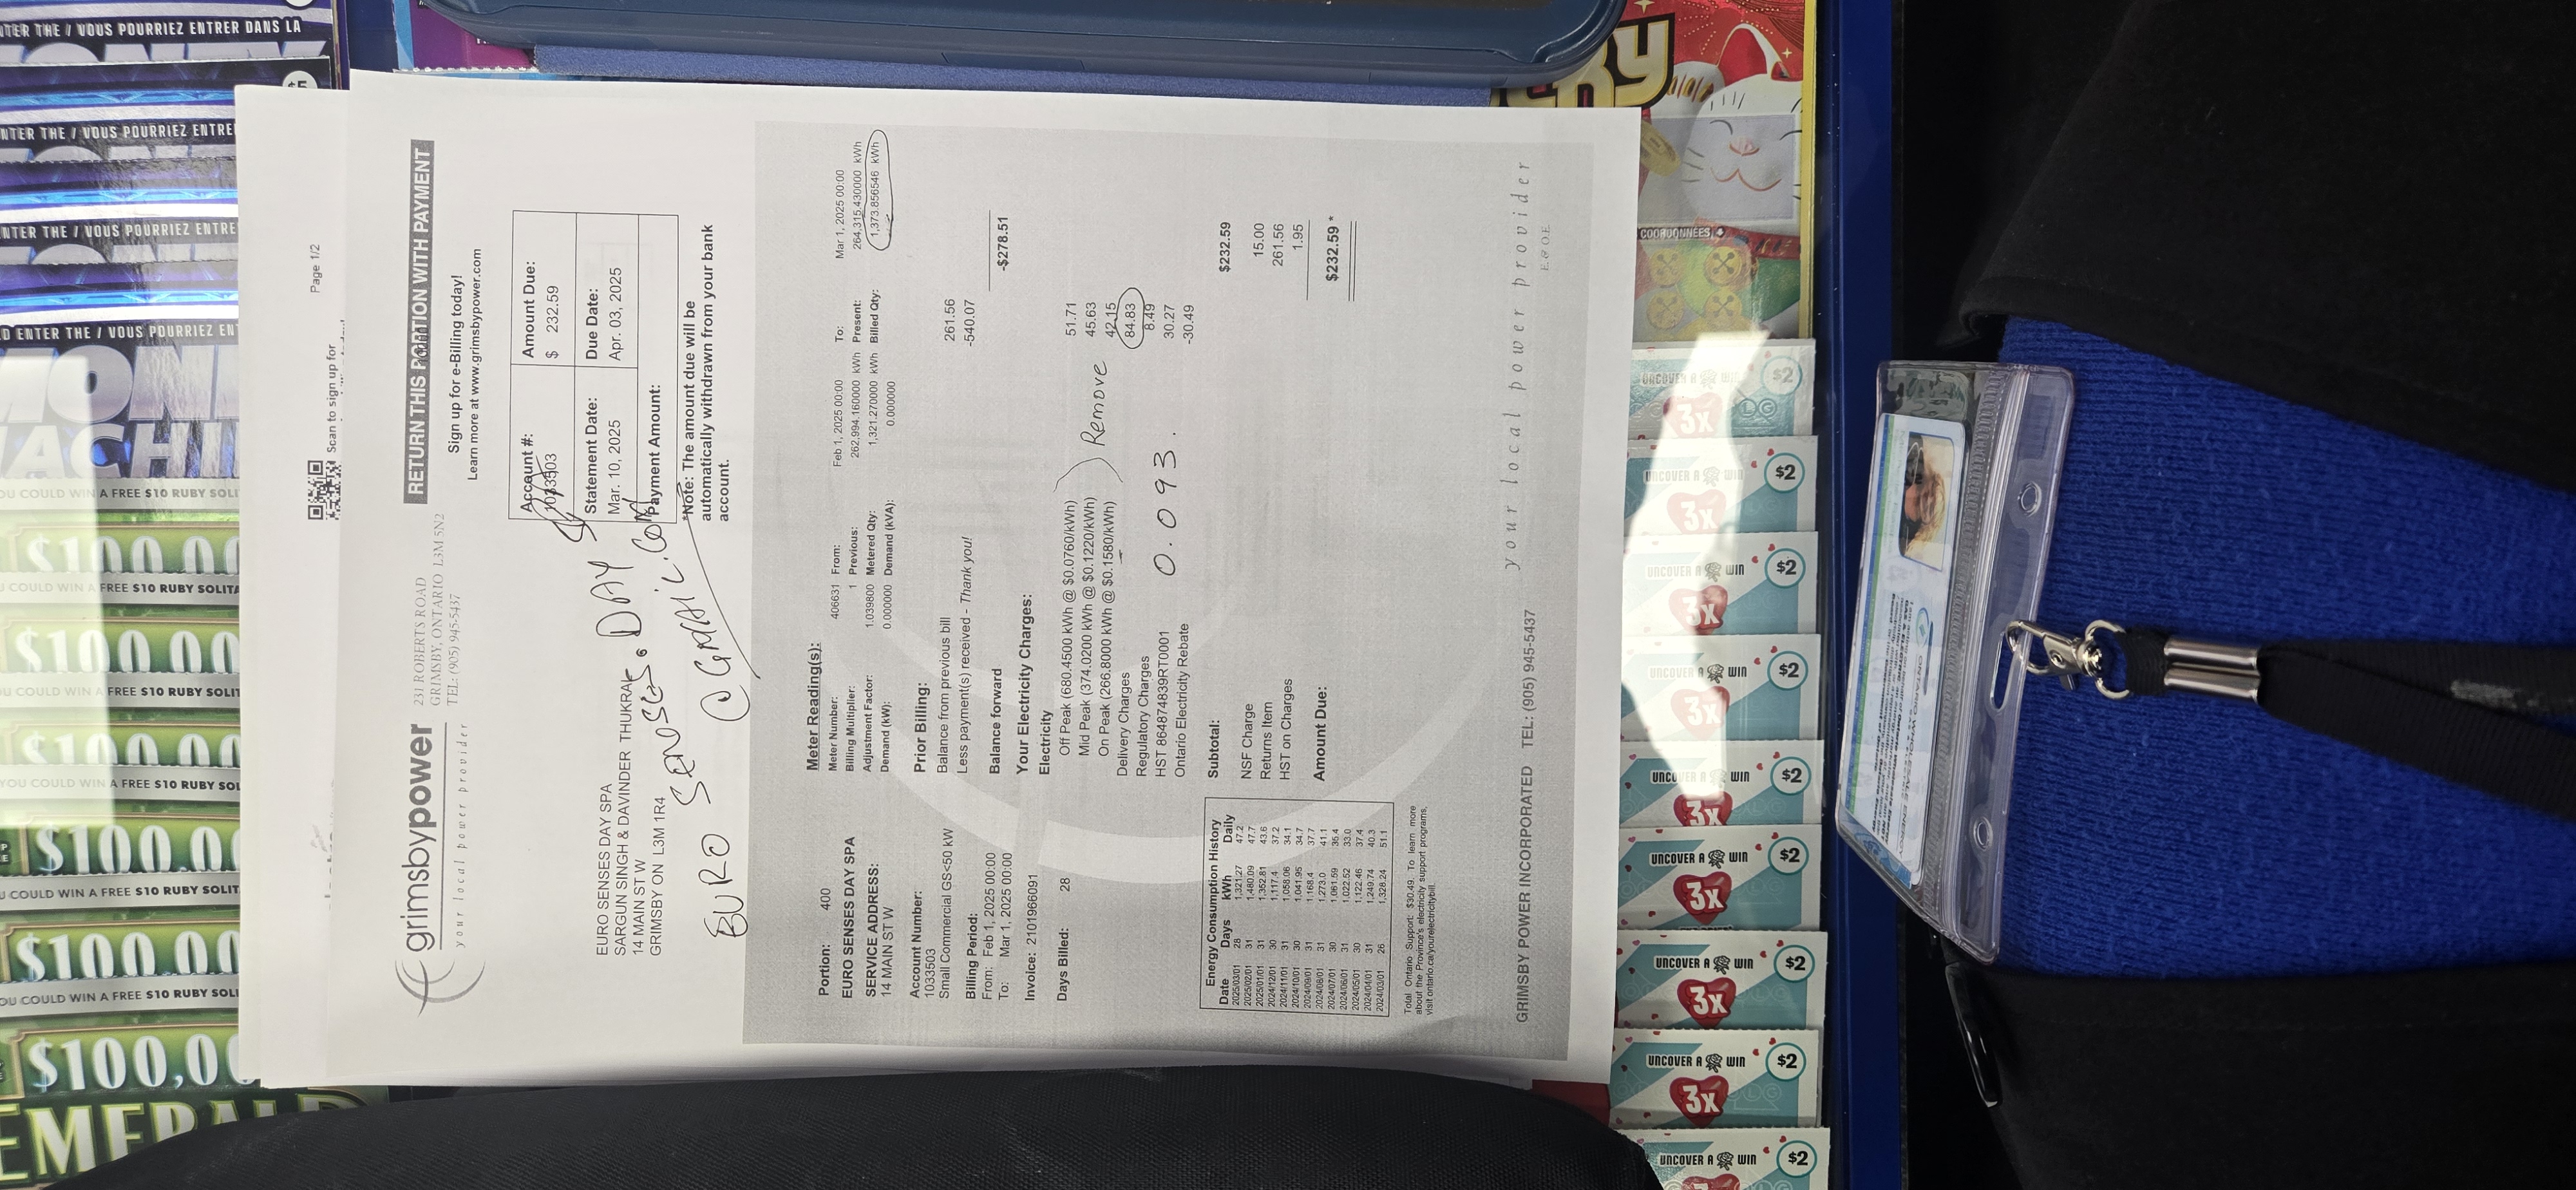 $100,0
$100,00
$100,00
$100,00
$100,00
YOU COULD WIN A FREE $10 RUBY SOLIT
ENTER THE / VOUS POURRIEZ ENTRER DANS LA
Page 1/2
Scan to sign up for
grimsbypower
your local power provider
231 ROBERTS ROAD
GRIMSBY, ONTARIO L3M 5N2
TEL: (905) 945-5437
RETURN THIS PORTION WITH PAYMENT
Sign up for e-Billing today!
Learn more at www.grimsbypower.com
Account #:
1033503
Amount Due:
$ 232.59
Statement Date:
Mar. 10, 2025
Due Date:
Apr. 03, 2025
Payment Amount:
*Note: The amount due will be
automatically withdrawn from your bank
account.
EURO SENSES DAY SPA
SARGUN SINGH & DAVINDER THUKRAL
14 MAIN ST W
GRIMSBY ON L3M 1R4
EURO SENSES.DAY SPA
@GMAIL.COM
Portion: 400
EURO SENSES DAY SPA
SERVICE ADDRESS:
14 MAIN ST W
Account Number:
1033503
Small Commercial GS<50 kW
Billing Period:
From: Feb 1, 2025 00:00
To: Mar 1, 2025 00:00
Invoice: 2101966091
Days Billed: 28
Meter Reading(s):
Meter Number: 406631 From: Feb 1, 2025 00:00 To: Mar 1, 2025 00:00
Billing Multiplier: 1 Previous: 262,994.160000 kWh Present: 264,315.430000 kWh
Adjustment Factor: 1.039800 Metered Qty: 1,321.270000 kWh Billed Qty: 1,373.856546 kWh
Demand (kW): 0.000000 Demand (kVA): 0.000000
Prior Billing:
Balance from previous bill 261.56
Less payment(s) received - Thank you! -540.07
Balance forward -$278.51
Your Electricity Charges:
Electricity
Off Peak (680.4500 kWh @ $0.0760/kWh) 51.71
Mid Peak (374.0200 kWh @ $0.1220/kWh) 45.63
On Peak (266.8000 kWh @ $0.1580/kWh) 42.15
Remove
Delivery Charges 84.83
Regulatory Charges 8.49
HST 864874839RT0001 30.27
0.093.
Ontario Electricity Rebate -30.49
Subtotal: $232.59
NSF Charge 15.00
Returns Item 261.56
HST on Charges 1.95
Amount Due: $232.59 *
Energy Consumption History
Date Days kWh Daily
2025/03/01 28 1,321.27 47.2
2025/02/01 31 1,480.09 47.7
2025/01/01 31 1,352.81 43.6
2024/12/01 30 1,117.4 37.2
2024/11/01 31 1,058.06 34.1
2024/10/01 30 1,041.95 34.7
2024/09/01 31 1,168.4 37.7
2024/08/01 31 1,273.0 41.1
2024/07/01 30 1,061.59 35.4
2024/06/01 31 1,022.52 33.0
2024/05/01 30 1,122.46 37.4
2024/04/01 31 1,249.74 40.3
2024/03/01 26 1,328.24 51.1
Total Ontario Support: $30.49. To learn more
about the Province's electricity support programs,
visit ontario.ca/yourelectricitybill.
GRIMSBY POWER INCORPORATED TEL: (905) 945-5437
your local power provider
E. & O.E.
UNCOVER A WIN
3X
$2
ONTARIO WHOLESALE ENERGY